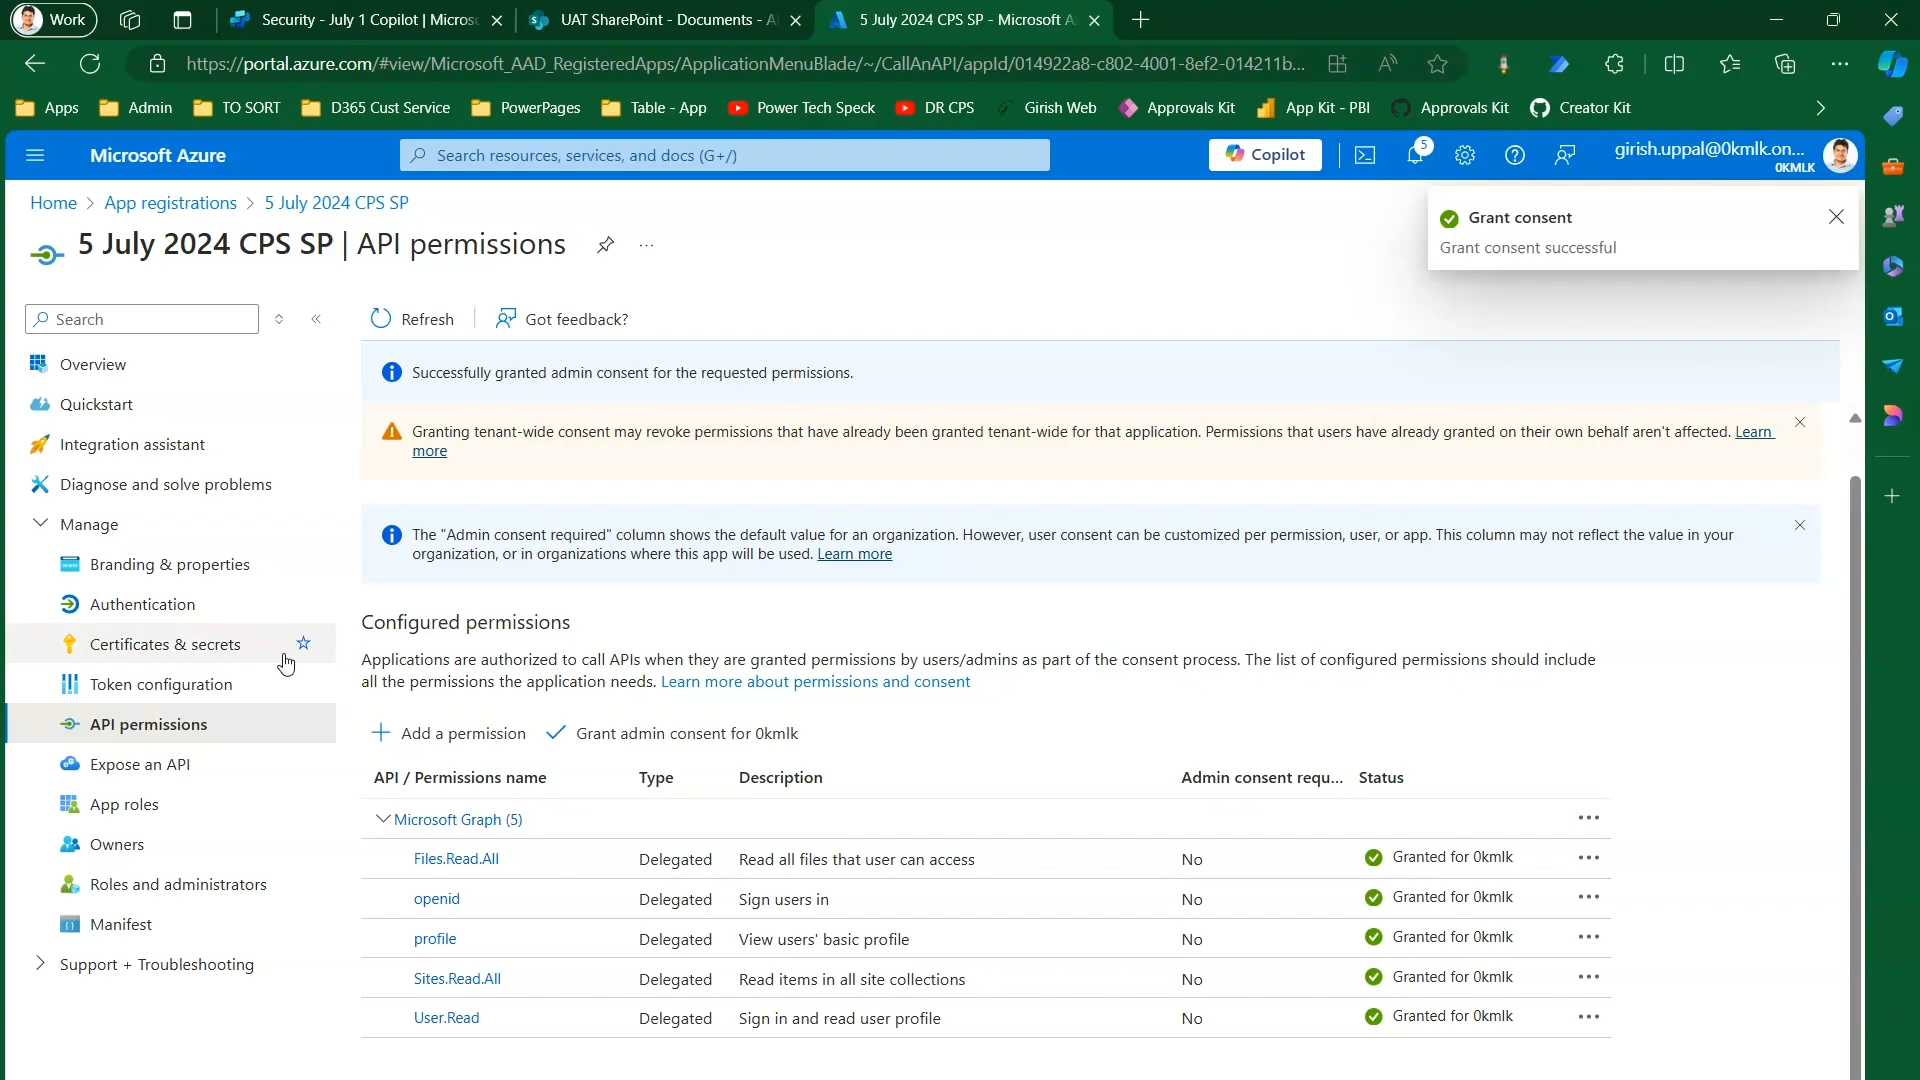 Work
Security - July 1 Copilot | Micros
UAT SharePoint - Documents - Al
5 July 2024 CPS SP - Microsoft A
https://portal.azure.com/#view/Microsoft_AAD_RegisteredApps/ApplicationMenuBlade/~/CallAnAPI/appId/014922a8-c802-4001-8ef2-014211b...
Apps
Admin
TO SORT
D365 Cust Service
PowerPages
Table - App
Power Tech Speck
DR CPS
Girish Web
Approvals Kit
App Kit - PBI
Approvals Kit
Creator Kit
Microsoft Azure
Search resources, services, and docs (G+/)
Copilot
5
girish.uppal@0kmlk.on...
0KMLK
Home > App registrations > 5 July 2024 CPS SP
5 July 2024 CPS SP | API permissions
Grant consent
Grant consent successful
Search
Refresh
Got feedback?
Overview
Quickstart
Integration assistant
Diagnose and solve problems
Manage
Branding & properties
Authentication
Certificates & secrets
Token configuration
API permissions
Expose an API
App roles
Owners
Roles and administrators
Manifest
Support + Troubleshooting
Successfully granted admin consent for the requested permissions.
Granting tenant-wide consent may revoke permissions that have already been granted tenant-wide for that application. Permissions that users have already granted on their own behalf aren't affected. Learn
more
The "Admin consent required" column shows the default value for an organization. However, user consent can be customized per permission, user, or app. This column may not reflect the value in your
organization, or in organizations where this app will be used. Learn more
Configured permissions
Applications are authorized to call APIs when they are granted permissions by users/admins as part of the consent process. The list of configured permissions should include
all the permissions the application needs. Learn more about permissions and consent
Add a permission
Grant admin consent for 0kmlk
API / Permissions name Type Description Admin consent requ... Status
Microsoft Graph (5)
Files.Read.All Delegated Read all files that user can access No Granted for 0kmlk
openid Delegated Sign users in No Granted for 0kmlk
profile Delegated View users' basic profile No Granted for 0kmlk
Sites.Read.All Delegated Read items in all site collections No Granted for 0kmlk
User.Read Delegated Sign in and read user profile No Granted for 0kmlk